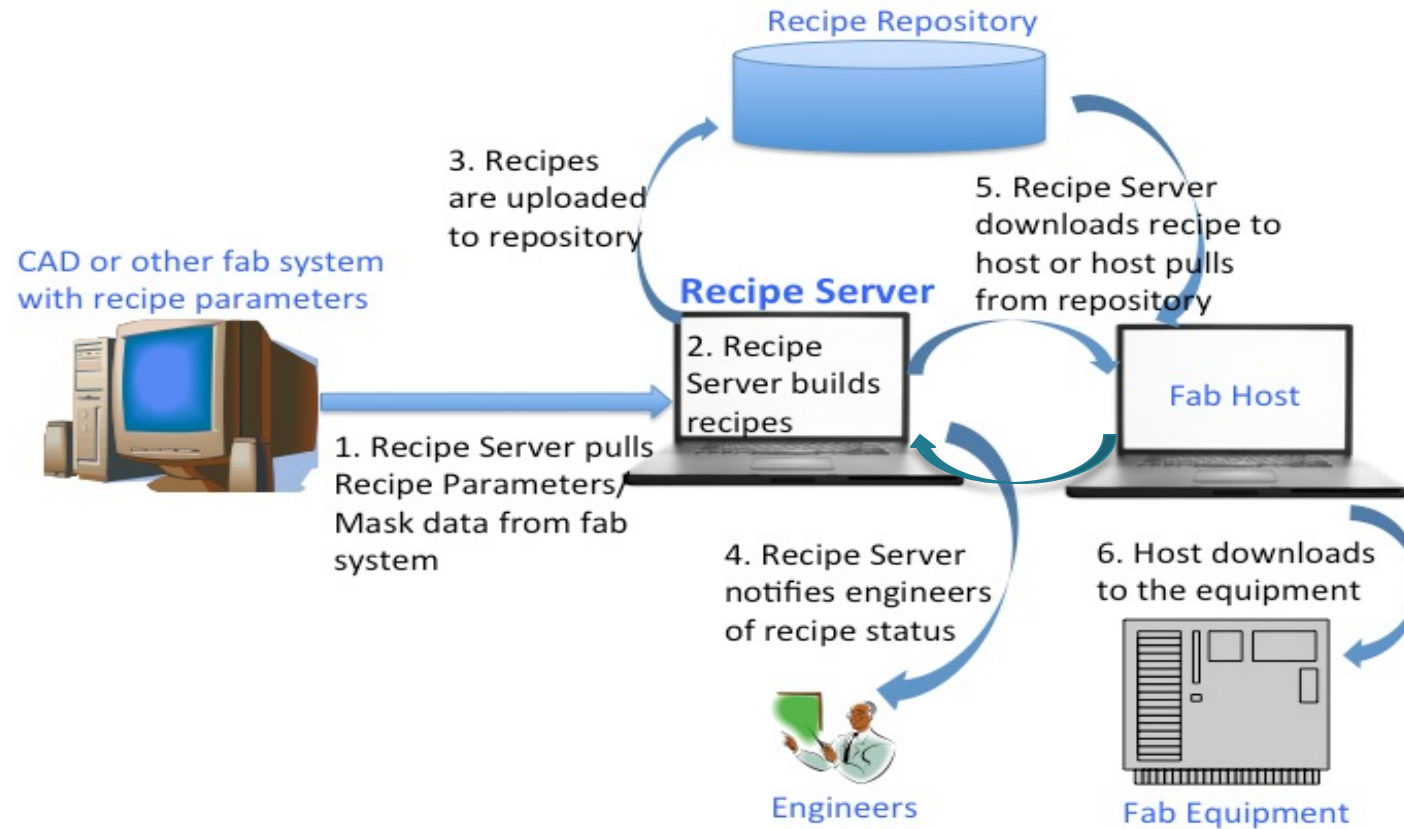 Recipe Repository
3. Recipes
are uploaded
to repository
5. Recipe Server
downloads recipe to
host or host pulls
from repository
CAD or other fab system
with recipe parameters
Recipe Server
2. Recipe
Server builds
recipes
Fab Host
1. Recipe Server pulls
Recipe Parameters/
Mask data from fab
system
4. Recipe Server
notifies engineers
of recipe status
6. Host downloads
to the equipment
Engineers
Fab Equipment